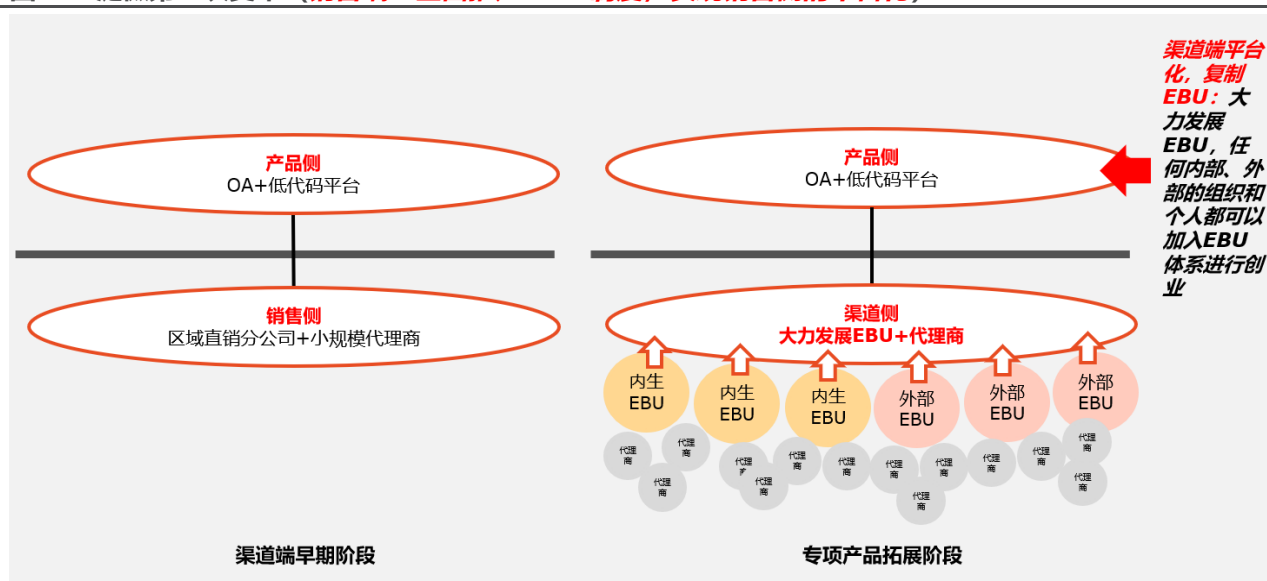 产品侧
OA+低代码平台
销售侧
区域直销分公司+小规模代理商
渠道端早期阶段
产品侧
OA+低代码平台
渠道侧
大力发展EBU+代理商
内生
EBU
内生
EBU
内生
EBU
外部
EBU
外部
EBU
外部
EBU
代理
商
代理
商
代理
商
代理
代理
商
代理
商
代理
商
代理
商
代理
商
代理
商
代理
商
代理
商
代理
商
代理
商
专项产品拓展阶段
渠道端平台
化，复制
EBU：大
力发展
EBU，任
何内部、外
部的组织和
个人都可以
加入EBU
体系进行创
业